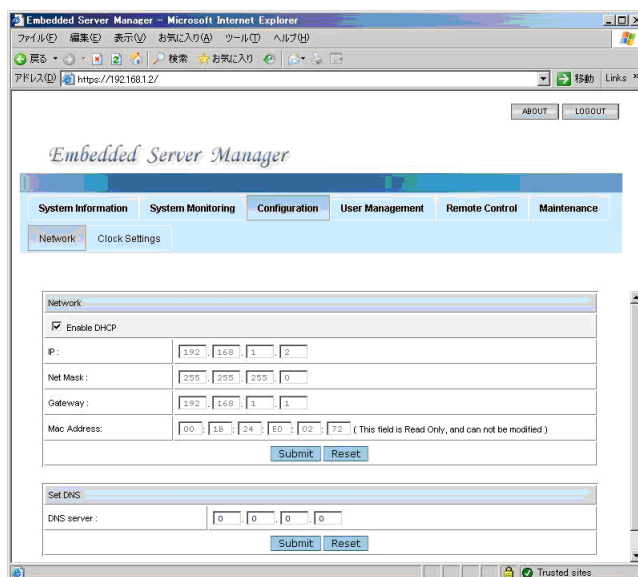 Embedded Server Manager - Microsoft Internet Explorer
ファイル(F) 編集(E) 表示(V) お気に入り(A) ツール(T) ヘルプ(H)
戻る 検索 お気に入り
アドレス(D) https://192.168.1.2/ 移動 Links »
ABOUT LOGOUT
Embedded Server Manager
System Information System Monitoring Configuration User Management Remote Control Maintenance
Network Clock Settings
Network
Enable DHCP
IP : 192 . 168 . 1 . 2
Net Mask : 255 . 255 . 255 . 0
Gateway : 192 . 168 . 1 . 1
Mac Address: 00 : 1B : 24 : E0 : 02 : 72 ( This field is Read Only, and can not be modified )
Submit Reset
Set DNS
DNS server : 0 . 0 . 0 . 0
Submit Reset
Trusted sites